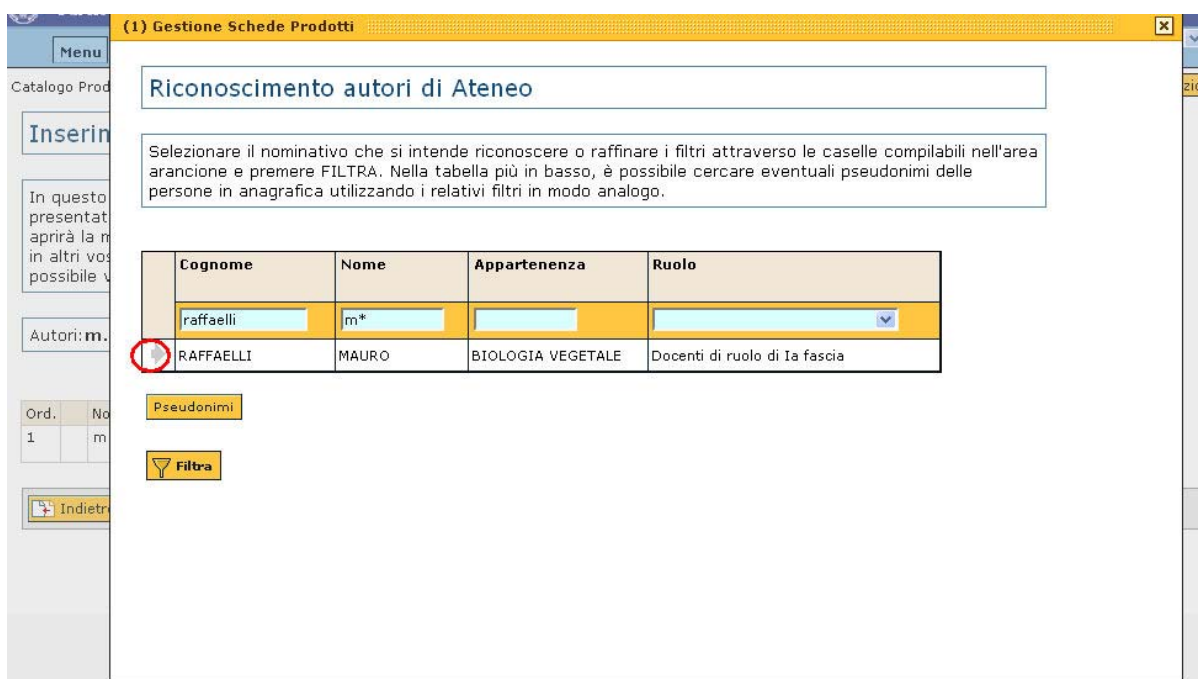 (1) Gestione Schede Prodotti
Menu
Catalogo Prod
Riconoscimento autori di Ateneo
Inserin
Selezionare il nominativo che si intende riconoscere o raffinare i filtri attraverso le caselle compilabili nell'area
arancione e premere FILTRA. Nella tabella più in basso, è possibile cercare eventuali pseudonimi delle
persone in anagrafica utilizzando i relativi filtri in modo analogo.
In questo
presentat
aprirà la
in altri vos
possibile
Cognome Nome Appartenenza Ruolo
raffaelli m*
RAFFAELLI MAURO BIOLOGIA VEGETALE Docenti di ruolo di Ia fascia
Autori: m.
Pseudonimi
Ord. No
1 m
Filtra
Indietr